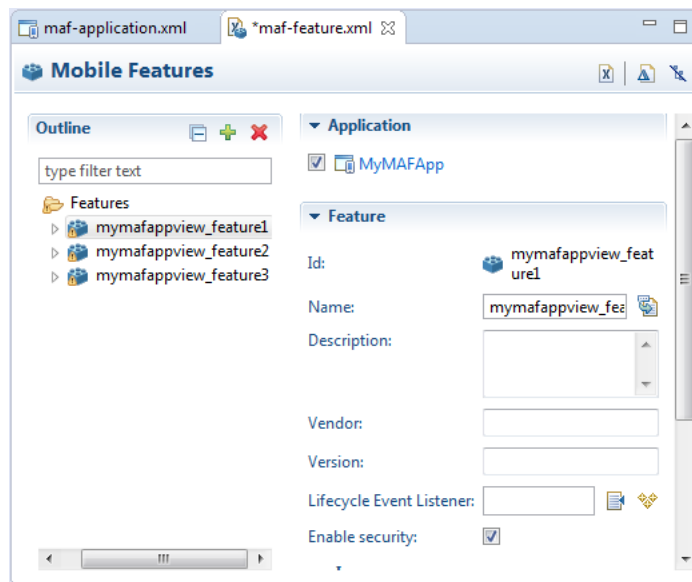 maf-application.xml
*maf-feature.xml
Mobile Features
Outline
type filter text
Features
mymafappview_feature1
mymafappview_feature2
mymafappview_feature3
Application
MyMAFApp
Feature
Id:
mymafappview_feat
ure1
Name:
mymafappview_fea
Description:
Vendor:
Version:
Lifecycle Event Listener:
Enable security: